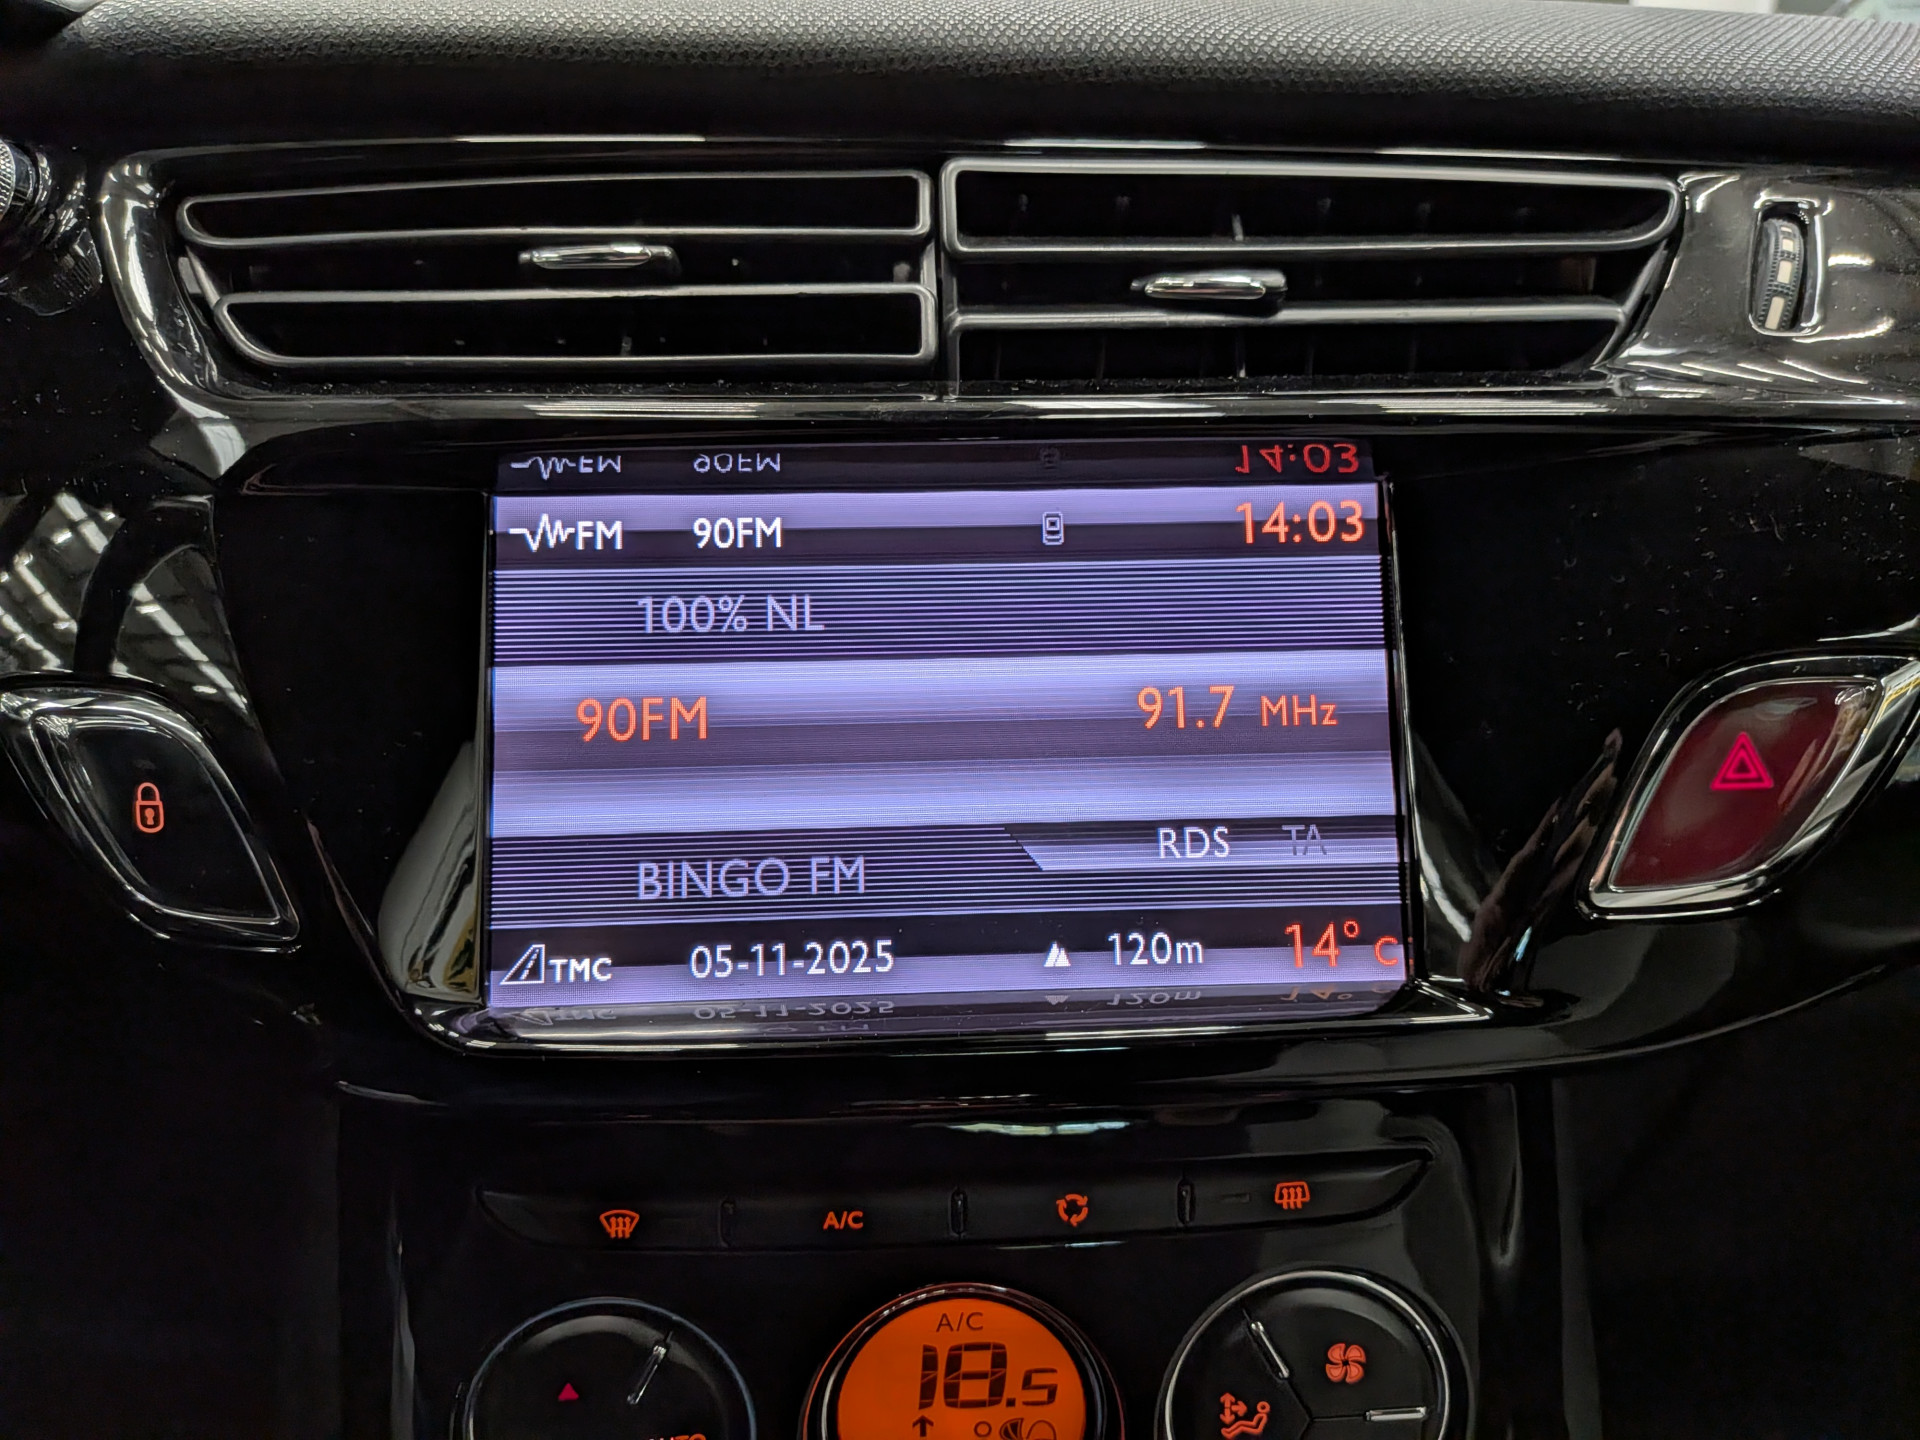 FM 90FM 14:03
100% NL
90FM 91.7 MHz
RDS TA
BINGO FM
TMC 05-11-2025 120m 14° C
A/C
A/C
18.5
AUTO